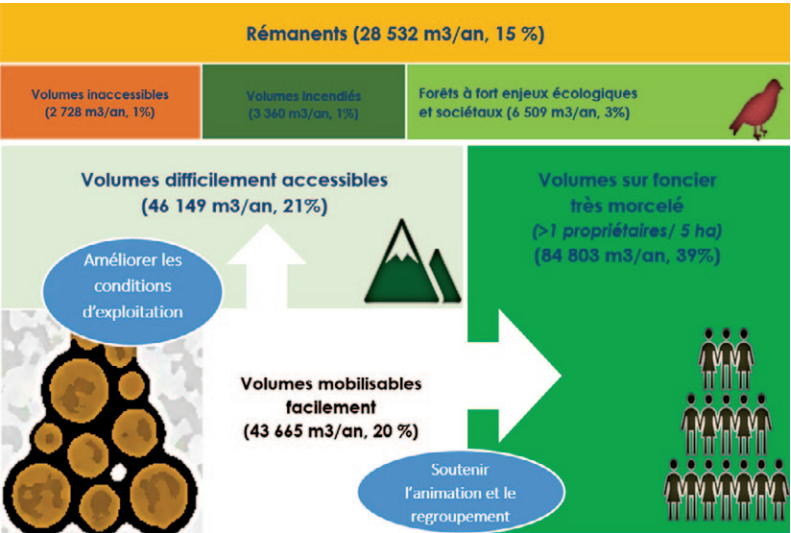 Rémanents (28 532 m3/an, 15 %)
Volumes inaccessibles
(2 728 m3/an, 1%)
Volumes incendiés
(3 360 m3/an, 1%)
Forêts à fort enjeux écologiques
et sociétaux (6 509 m3/an, 3%)
Volumes difficilement accessibles
(46 149 m3/an, 21%)
Volumes sur foncier
très morcelé
(>1 propriétaires/ 5 ha)
(84 803 m3/an, 39%)
Améliorer les
conditions
d'exploitation
Volumes mobilisables
facilement
(43 665 m3/an, 20 %)
Soutenir
l'animation et le
regroupement